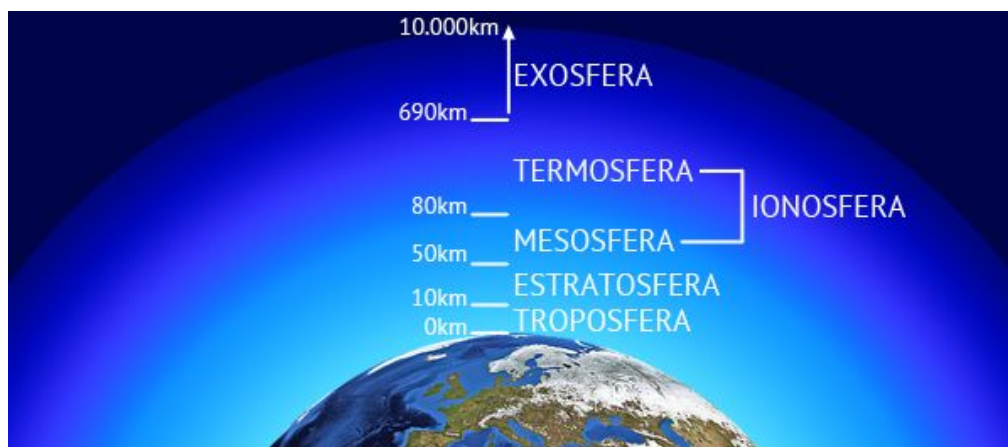 10.000km
EXOSFERA
690km
TERMOSFERA
IONOSFERA
80km
MESOSFERA
50km
ESTRATOSFERA
10km
TROPOSFERA
0km